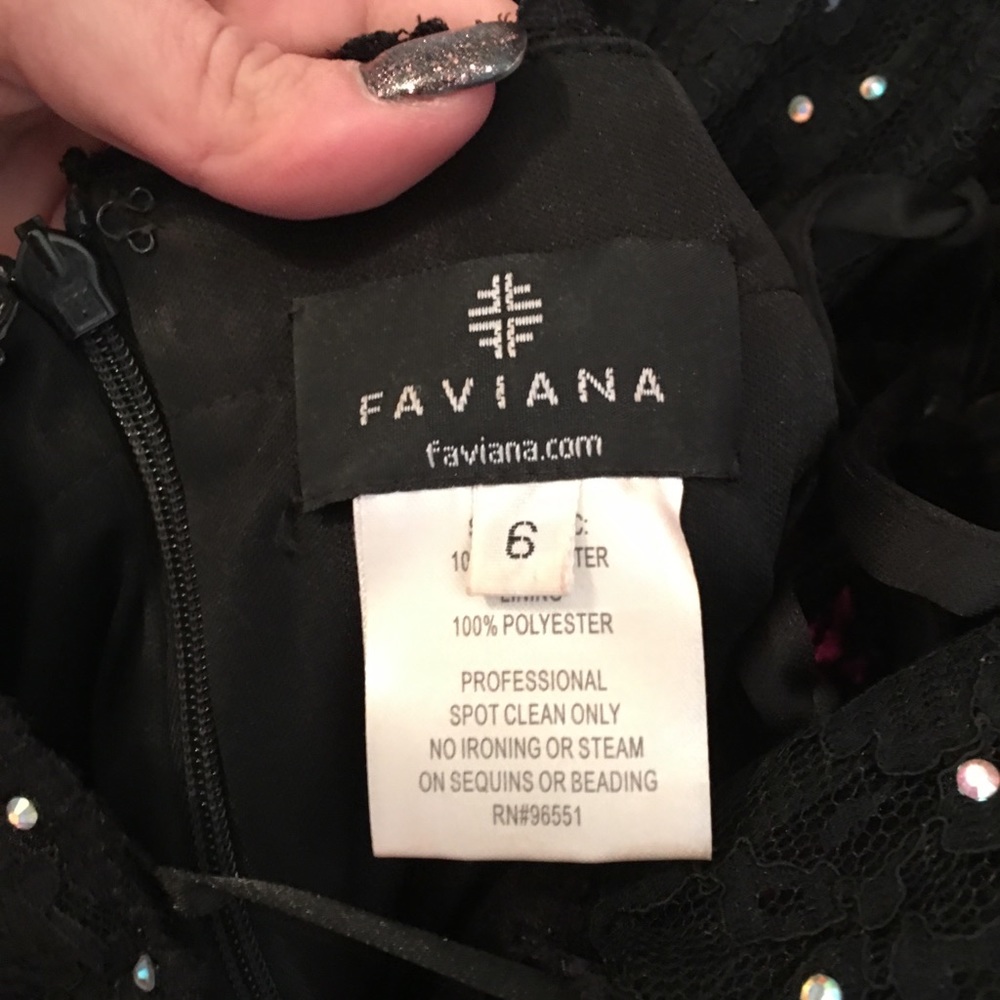 FAVIANA
faviana.com
6
100% POLYESTER
PROFESSIONAL
SPOT CLEAN ONLY
NO IRONING OR STEAM
ON SEQUINS OR BEADING
RN#96551